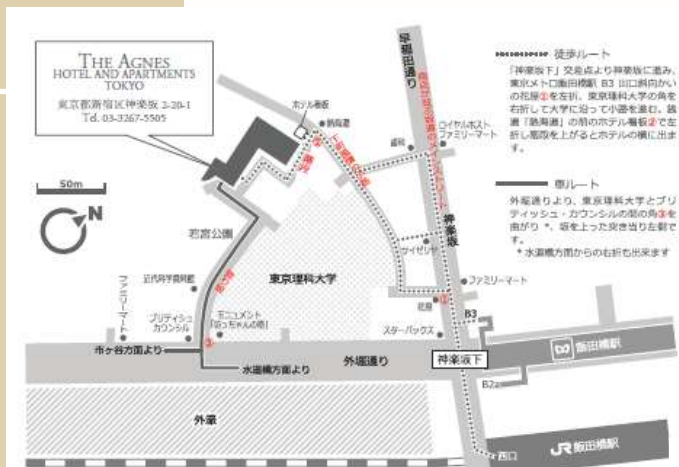 THE AGNES
HOTEL AND APARTMENTS
TOKYO
東京都新宿区神楽坂 2-20-1
Tel. 03-3267-5505
徒歩ルート
「神楽坂下」交差点より神楽坂に進み、
東京メトロ飯田橋駅 B3 出口斜向かい
の花屋①を左折、東京理科大学の角を
右折して大学に沿って小路を進む。銭
湯「熱海湯」の前のホテル看板②で左
折し階段を上がるとホテルの横に出ま
す。
車ルート
外堀通りより、東京理科大学とブリ
ティッシュ・カウンシルの間の角③を
曲がり *、坂を上った突き当り左側で
す。
* 水道橋方面からの右折も出来ます
早稲田通り
ホテル看板
熱海湯
②
歯科
ロイヤルホスト
ファミリーマート
50m
N
若宮公園
神楽坂
サイゼリヤ
東京理科大学
近代科学資料館
ファミリーマート
ブリティッシュ
カウンシル
モニュメント
「坊っちゃんの塔」
③
花屋
①
ファミリーマート
スターバックス
B3
市ヶ谷方面より
水道橋方面より
外堀通り
神楽坂下
飯田橋駅
B2a
外濠
西口
JR 飯田橋駅